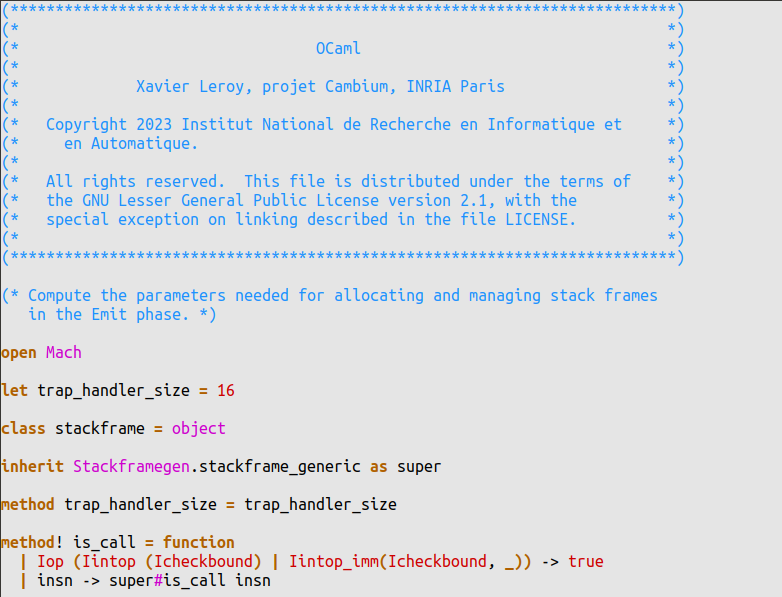 (**************************************************************************)
(*                                                                        *)
(*                                 OCaml                                  *)
(*                                                                        *)
(*             Xavier Leroy, projet Cambium, INRIA Paris                  *)
(*                                                                        *)
(*   Copyright 2023 Institut National de Recherche en Informatique et     *)
(*     en Automatique.                                                    *)
(*                                                                        *)
(*   All rights reserved.  This file is distributed under the terms of    *)
(*   the GNU Lesser General Public License version 2.1, with the          *)
(*   special exception on linking described in the file LICENSE.          *)
(*                                                                        *)
(**************************************************************************)

(* Compute the parameters needed for allocating and managing stack frames
   in the Emit phase. *)

open Mach

let trap_handler_size = 16

class stackframe = object

inherit Stackframegen.stackframe_generic as super

method trap_handler_size = trap_handler_size

method! is_call = function
  | Iop (Iintop (Icheckbound) | Iintop_imm(Icheckbound, _)) -> true
  | insn -> super#is_call insn